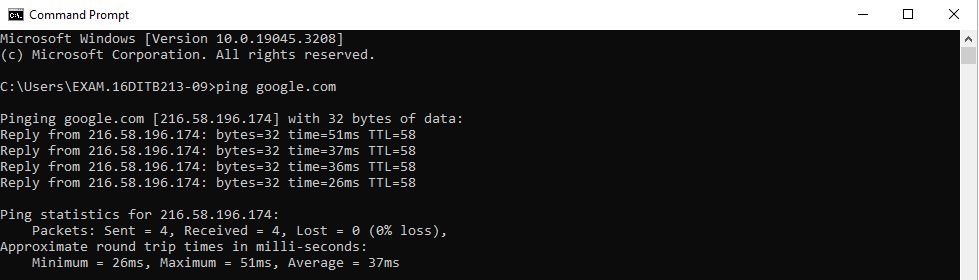 Command Prompt
Microsoft Windows [Version 10.0.19045.3208]
(c) Microsoft Corporation. All rights reserved.
C:\Users\EXAM.16DITB213-09>ping google.com
Pinging google.com [216.58.196.174] with 32 bytes of data:
Reply from 216.58.196.174: bytes=32 time=51ms TTL=58
Reply from 216.58.196.174: bytes=32 time=37ms TTL=58
Reply from 216.58.196.174: bytes=32 time=36ms TTL=58
Reply from 216.58.196.174: bytes=32 time=26ms TTL=58
Ping statistics for 216.58.196.174:
    Packets: Sent = 4, Received = 4, Lost = 0 (0% loss),
Approximate round trip times in milli-seconds:
    Minimum = 26ms, Maximum = 51ms, Average = 37ms